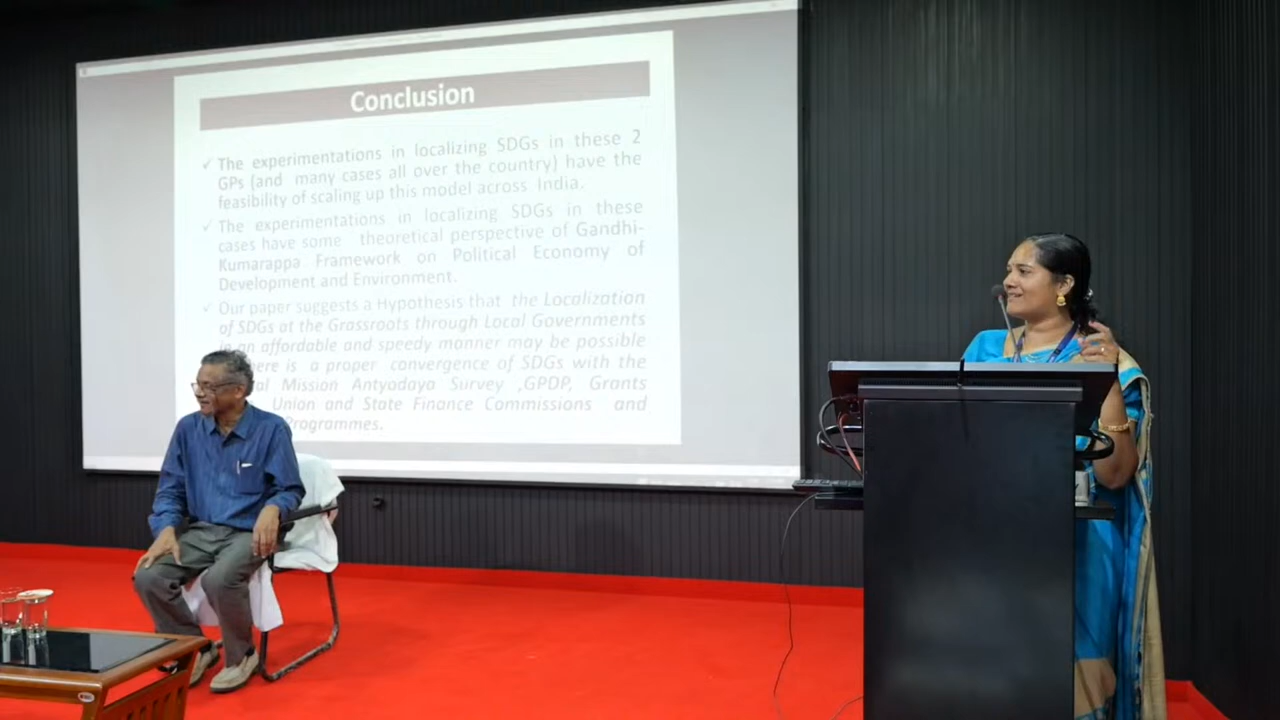 Conclusion
✓ The experimentations in localizing SDGs in these 2
GPs (and many cases all over the country) have the
feasibility of scaling up this model across India.
✓ The experimentations in localizing SDGs in these
cases have some theoretical perspective of Gandhi-
Kumarappa Framework on Political Economy of
Development and Environment.
✓ Our paper suggests a Hypothesis that the Localization
of SDGs at the Grassroots through Local Governments
in an affordable and speedy manner may be possible
is a proper convergence of SDGs with the
Mission Antyodaya Survey ,GPDP, Grants
Union and State Finance Commissions and
Programmes.